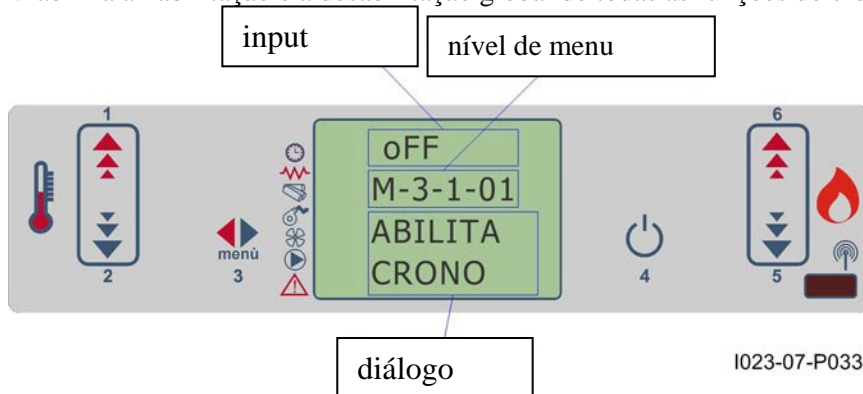 input
nível de menu
1
6
oFF
M-3-1-01
ABILITA
CRONO
menù
2
3
4
5
diálogo
I023-07-P033